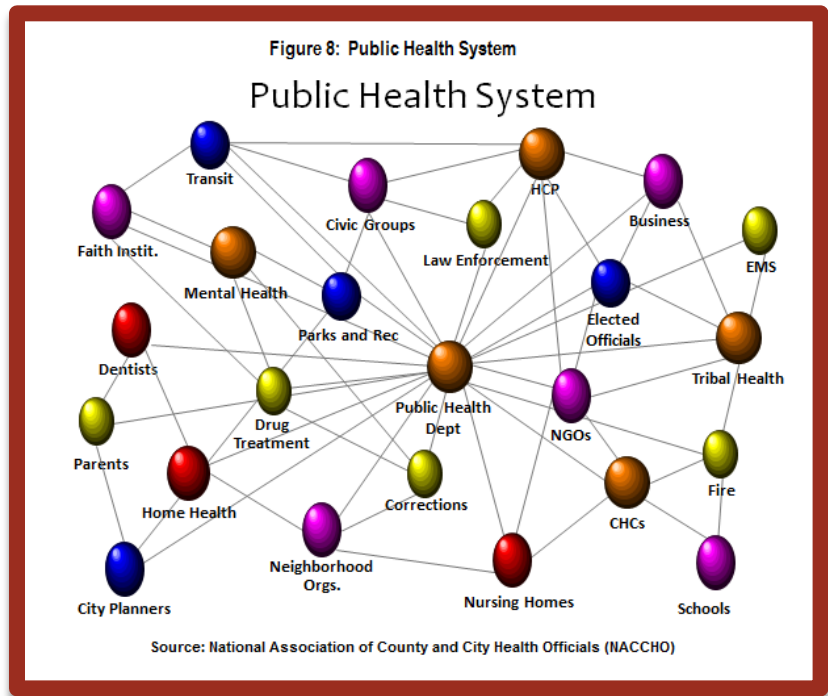 Figure 8: Public Health System
Public Health System
Transit
HCP
Civic Groups
Business
Faith Instit.
Law Enforcement
EMS
Mental Health
Parks and Rec
Elected
Officials
Dentists
Tribal Health
Public Health
Dept
Drug
Treatment
NGOs
Parents
Home Health
Corrections
CHCs
Fire
Neighborhood
Orgs.
City Planners
Nursing Homes
Schools
Source: National Association of County and City Health Officials (NACCHO)